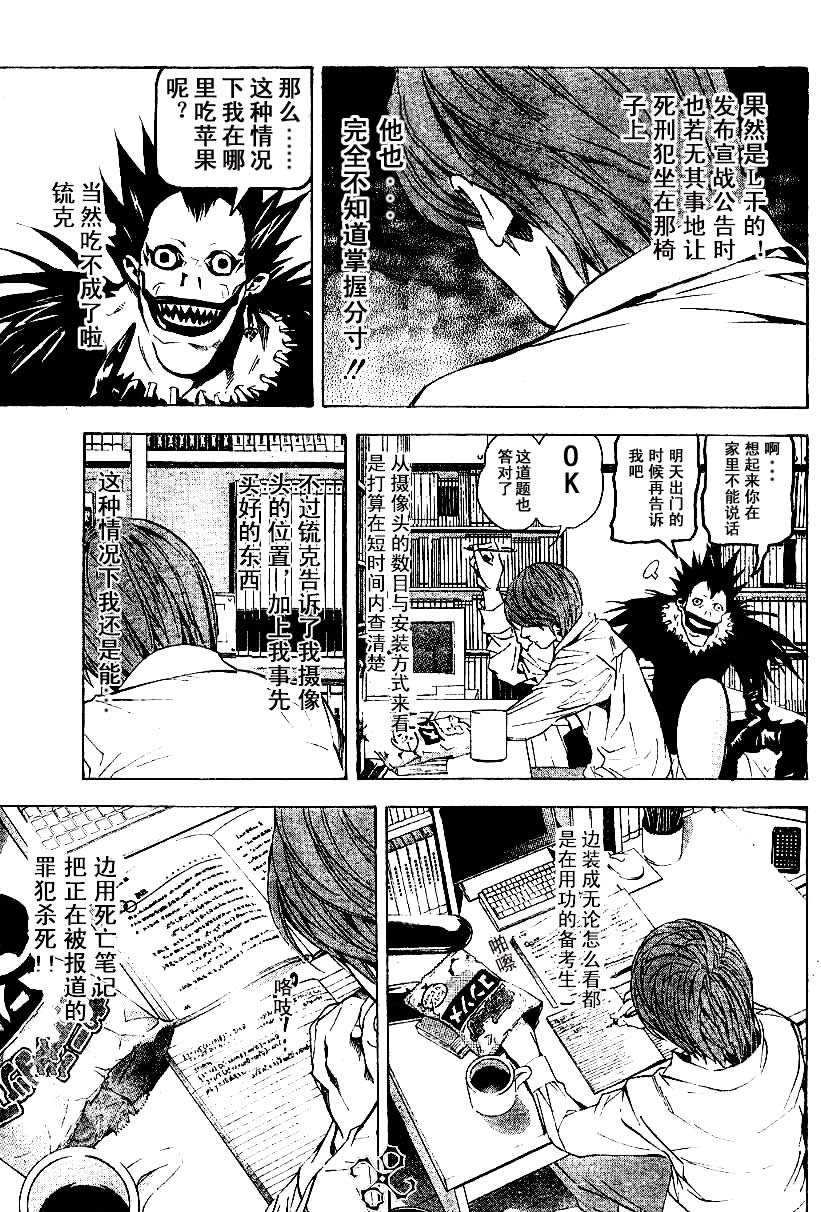 果然是L干的！
发布宣战公告时
也若无其事地让
死刑犯坐在那椅
子上
他也...
完全不知道掌握分寸!!
那么……
这种情况
下我在哪
里吃苹果
呢？
当然吃不成了啦
锍克
啊...
想起来你在
家里不能说话
明天出门的
时候再告诉
我吧
OK
这道题也
答对了
从摄像头的数目与安装方式来看
是打算在短时间内查清楚
不过锍克告诉了我摄像
头的位置，加上我事先
买好的东西
这种情况下我还是能...
边装成无论怎么看都
是在用功的备考生
啪嚓
コンソメ
咯吱
边用死亡笔记
把正在被报道的
罪犯杀死!!